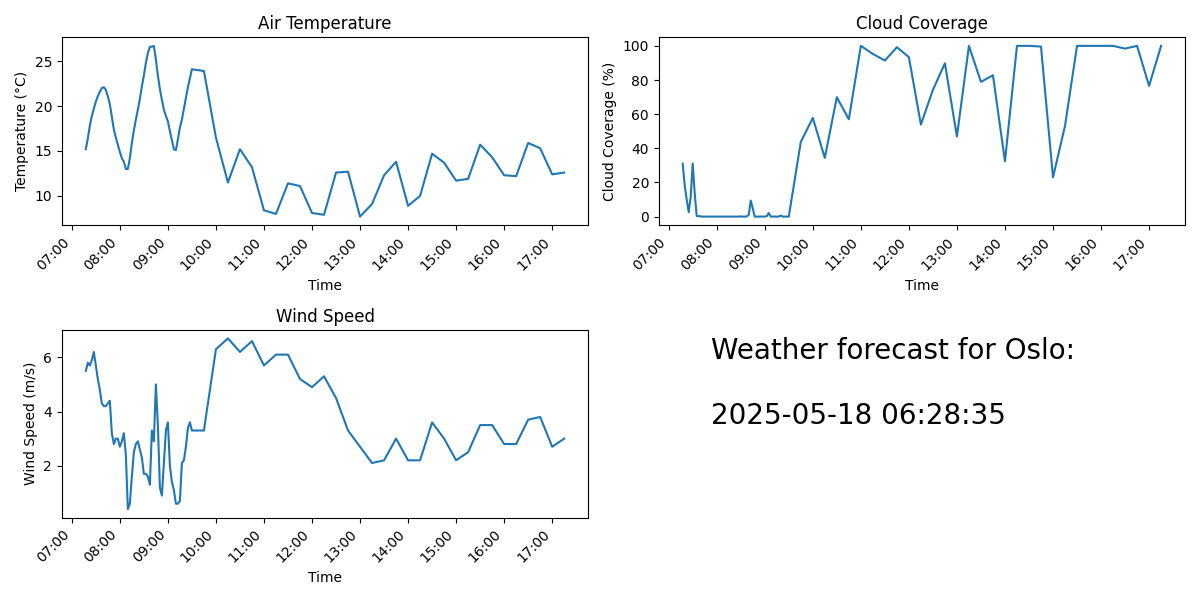 Air Temperature
Temperature (°C)
25
20
15
10
07:00 08:00 09:00 10:00 11:00 12:00 13:00 14:00 15:00 16:00 17:00
Time
Cloud Coverage
Cloud Coverage (%)
100
80
60
40
20
0
07:00 08:00 09:00 10:00 11:00 12:00 13:00 14:00 15:00 16:00 17:00
Time
Wind Speed
Wind Speed (m/s)
6
4
2
07:00 08:00 09:00 10:00 11:00 12:00 13:00 14:00 15:00 16:00 17:00
Time
Weather forecast for Oslo:
2025-05-18 06:28:35